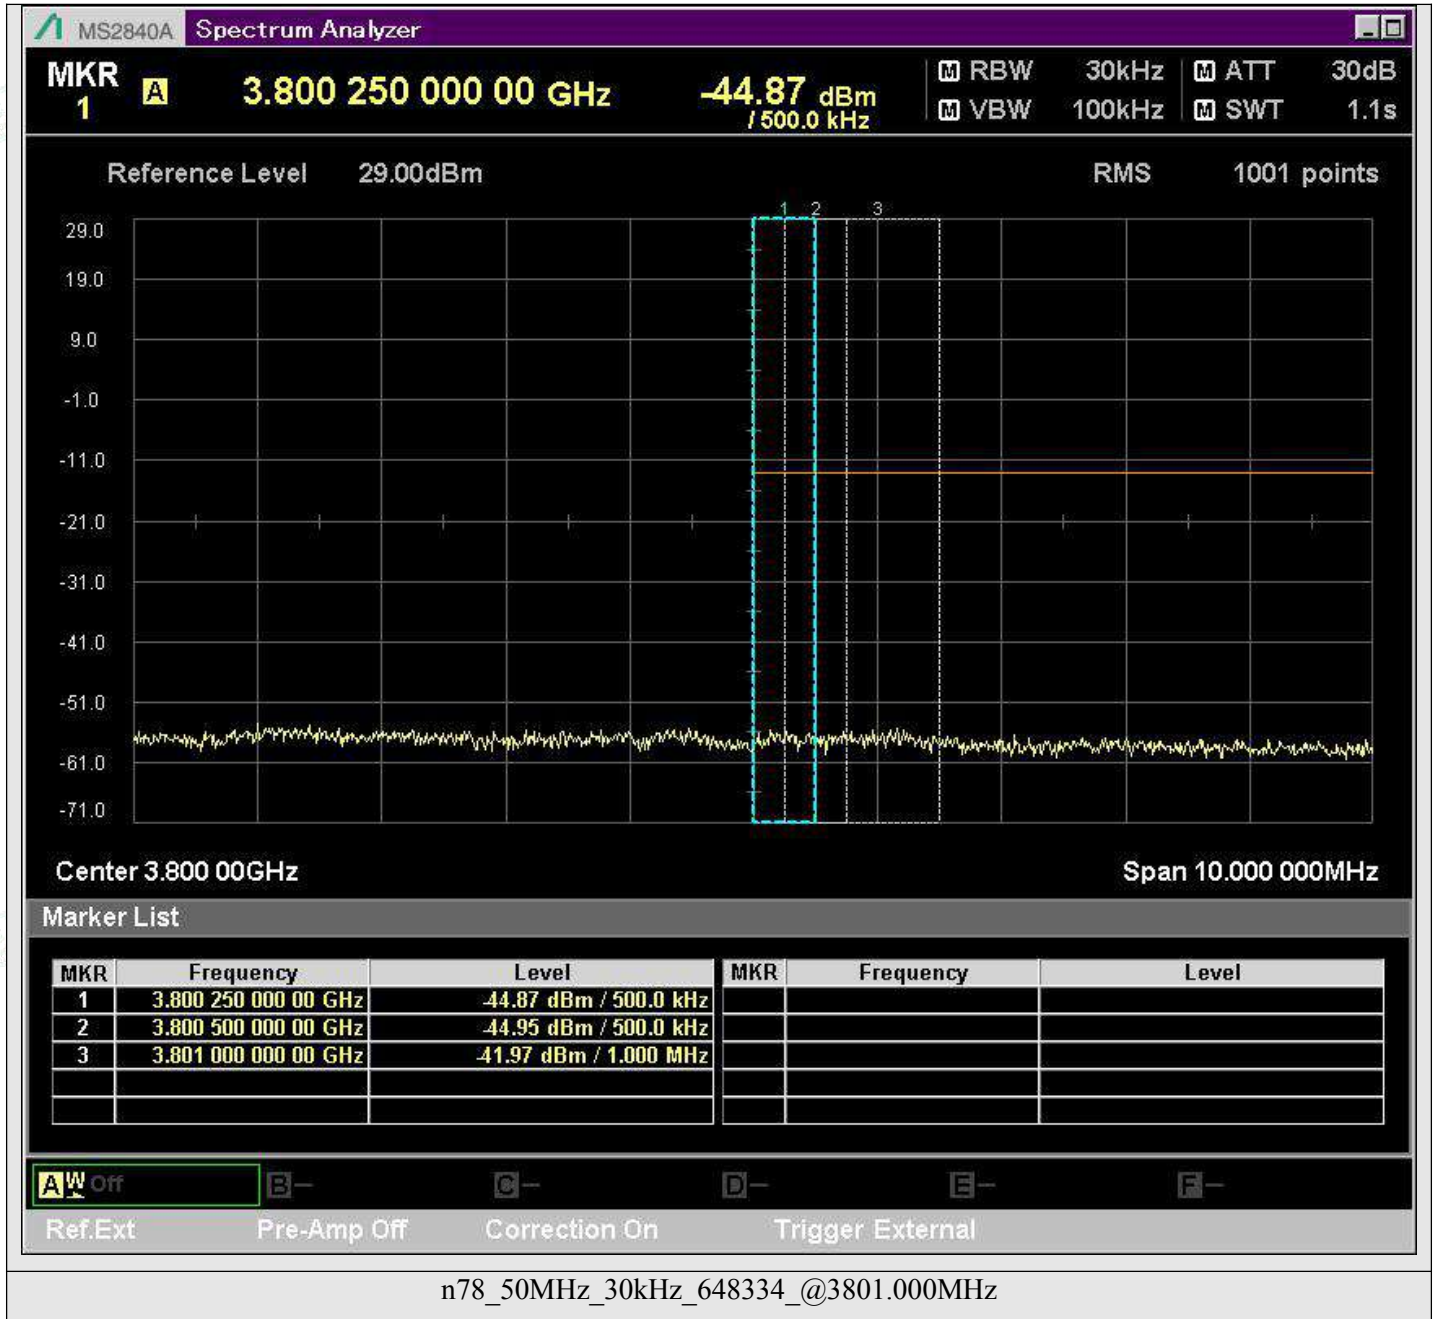 MS2840A Spectrum Analyzer
MKR 1 A 3.800 250 000 00 GHz -44.87 dBm / 500.0 kHz
M RBW 30kHz M ATT 30dB
M VBW 100kHz M SWT 1.1s
Reference Level 29.00dBm RMS 1001 points
1 2 3
29.0
19.0
9.0
-1.0
-11.0
-21.0
-31.0
-41.0
-51.0
-61.0
-71.0
Center 3.800 00GHz Span 10.000 000MHz
Marker List
MKR Frequency Level MKR Frequency Level
1 3.800 250 000 00 GHz -44.87 dBm / 500.0 kHz
2 3.800 500 000 00 GHz -44.95 dBm / 500.0 kHz
3 3.801 000 000 00 GHz -41.97 dBm / 1.000 MHz
A W Off B – C – D – E – F –
Ref.Ext Pre-Amp Off Correction On Trigger External
n78_50MHz_30kHz_648334_@3801.000MHz